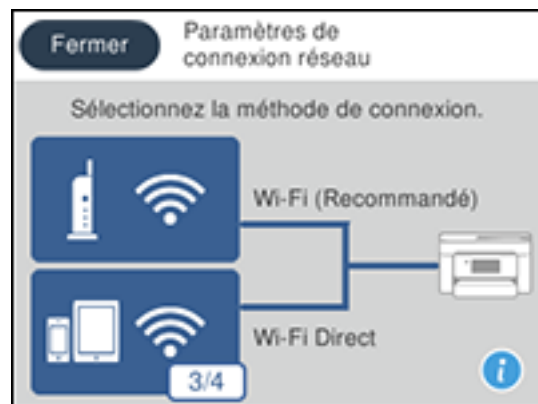 Fermer
Paramètres de
connexion réseau
Sélectionnez la méthode de connexion.
Wi-Fi (Recommandé)
Wi-Fi Direct
3/4
i